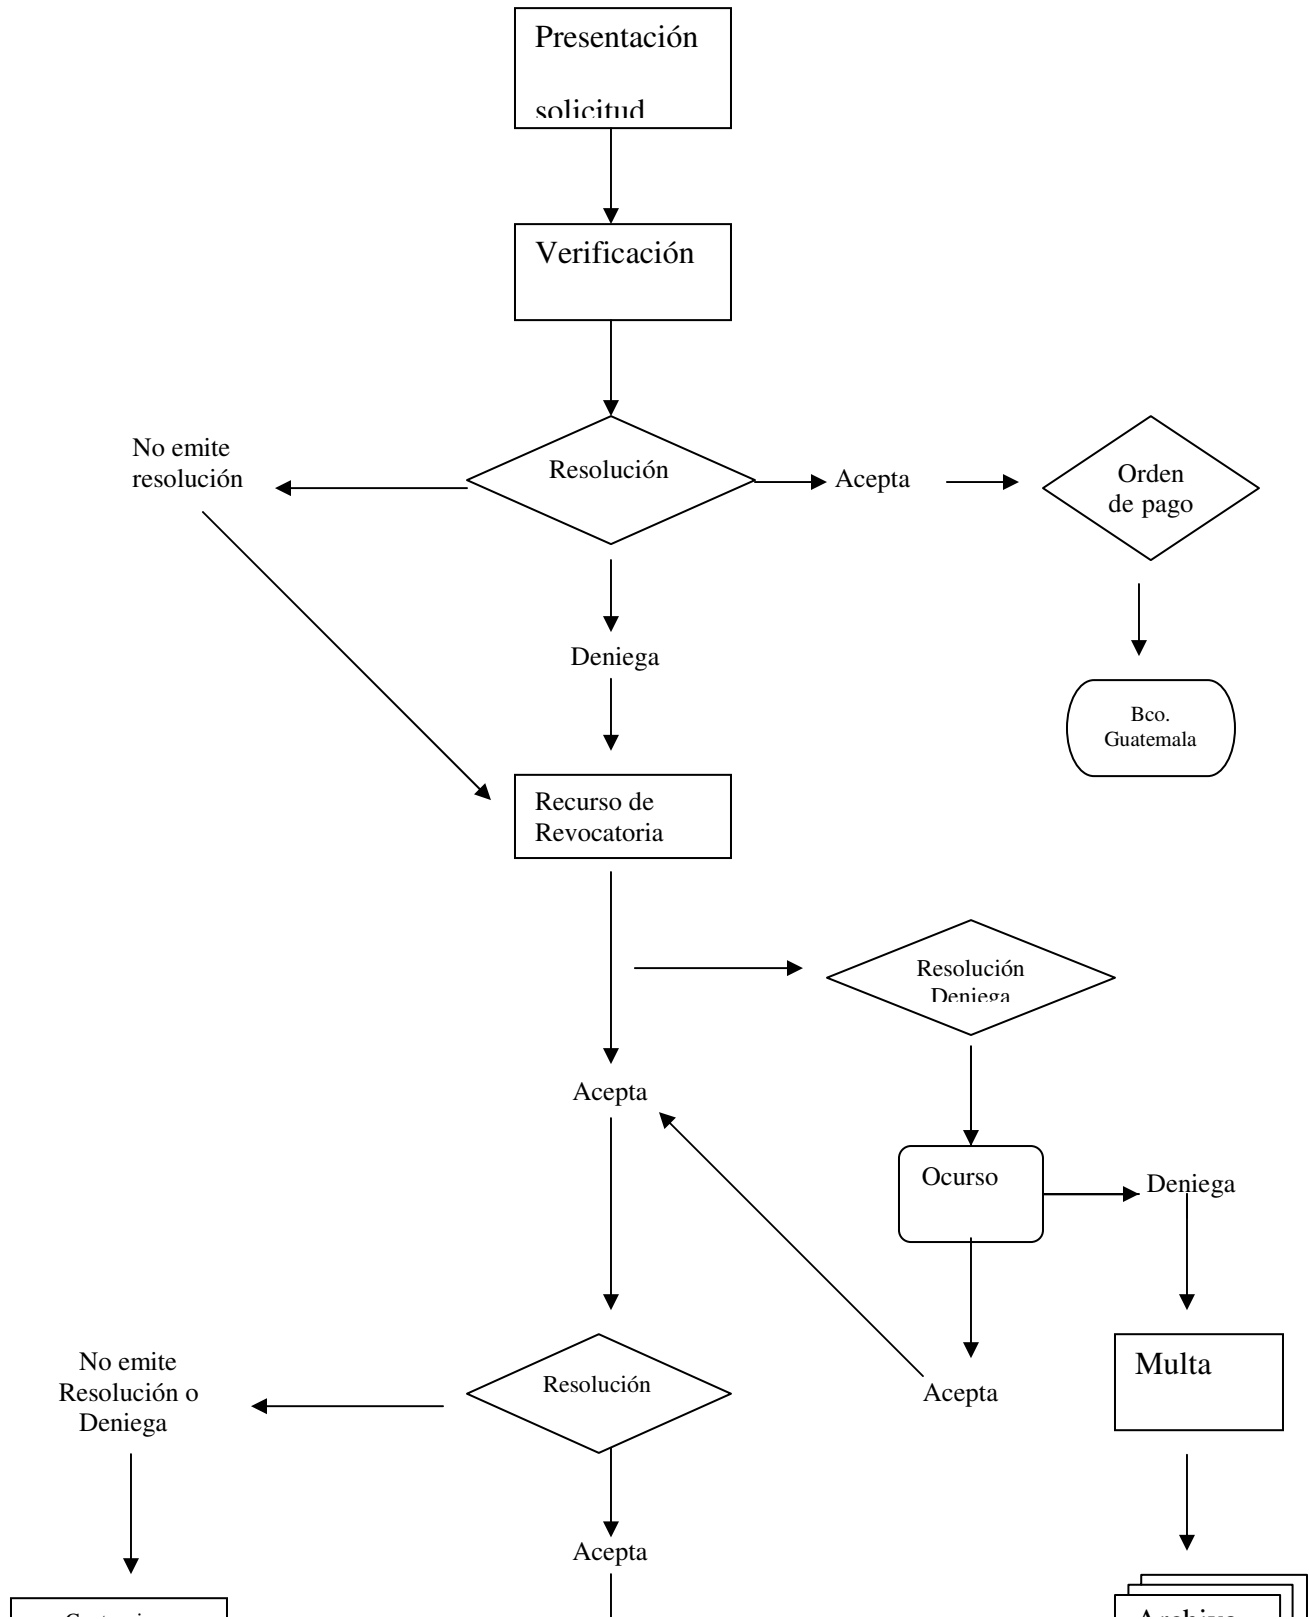 Presentación
solicitud
Verificación
No emite
resolución
Resolución
Acepta
Orden
de pago
Deniega
Bco.
Guatemala
Recurso de
Revocatoria
Resolución
Deniega
Acepta
Ocurso
Deniega
No emite
Resolución o
Deniega
Resolución
Acepta
Multa
Acepta
Archivo